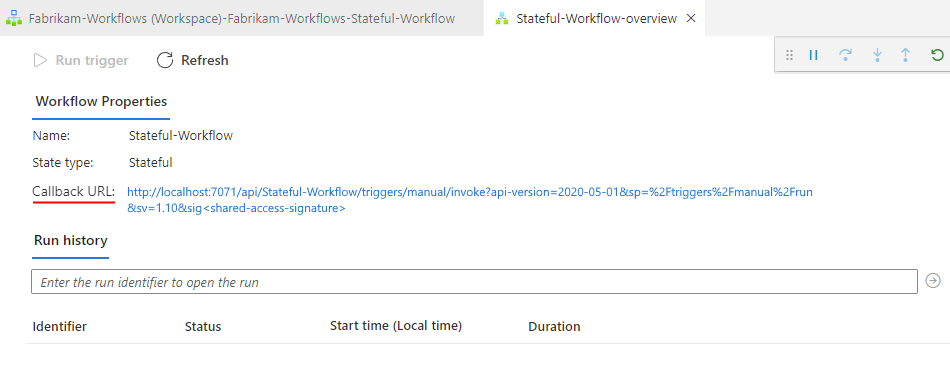 Fabrikam-Workflows (Workspace)-Fabrikam-Workflows-Stateful-Workflow
Stateful-Workflow-overview
Run trigger Refresh
Workflow Properties
Name: Stateful-Workflow
State type: Stateful
Callback URL: http://localhost:7071/api/Stateful-Workflow/triggers/manual/invoke?api-version=2020-05-01&sp=%2Ftriggers%2Fmanual%2Frun
&sv=1.10&sig<shared-access-signature>
Run history
Enter the run identifier to open the run
Identifier Status Start time (Local time) Duration